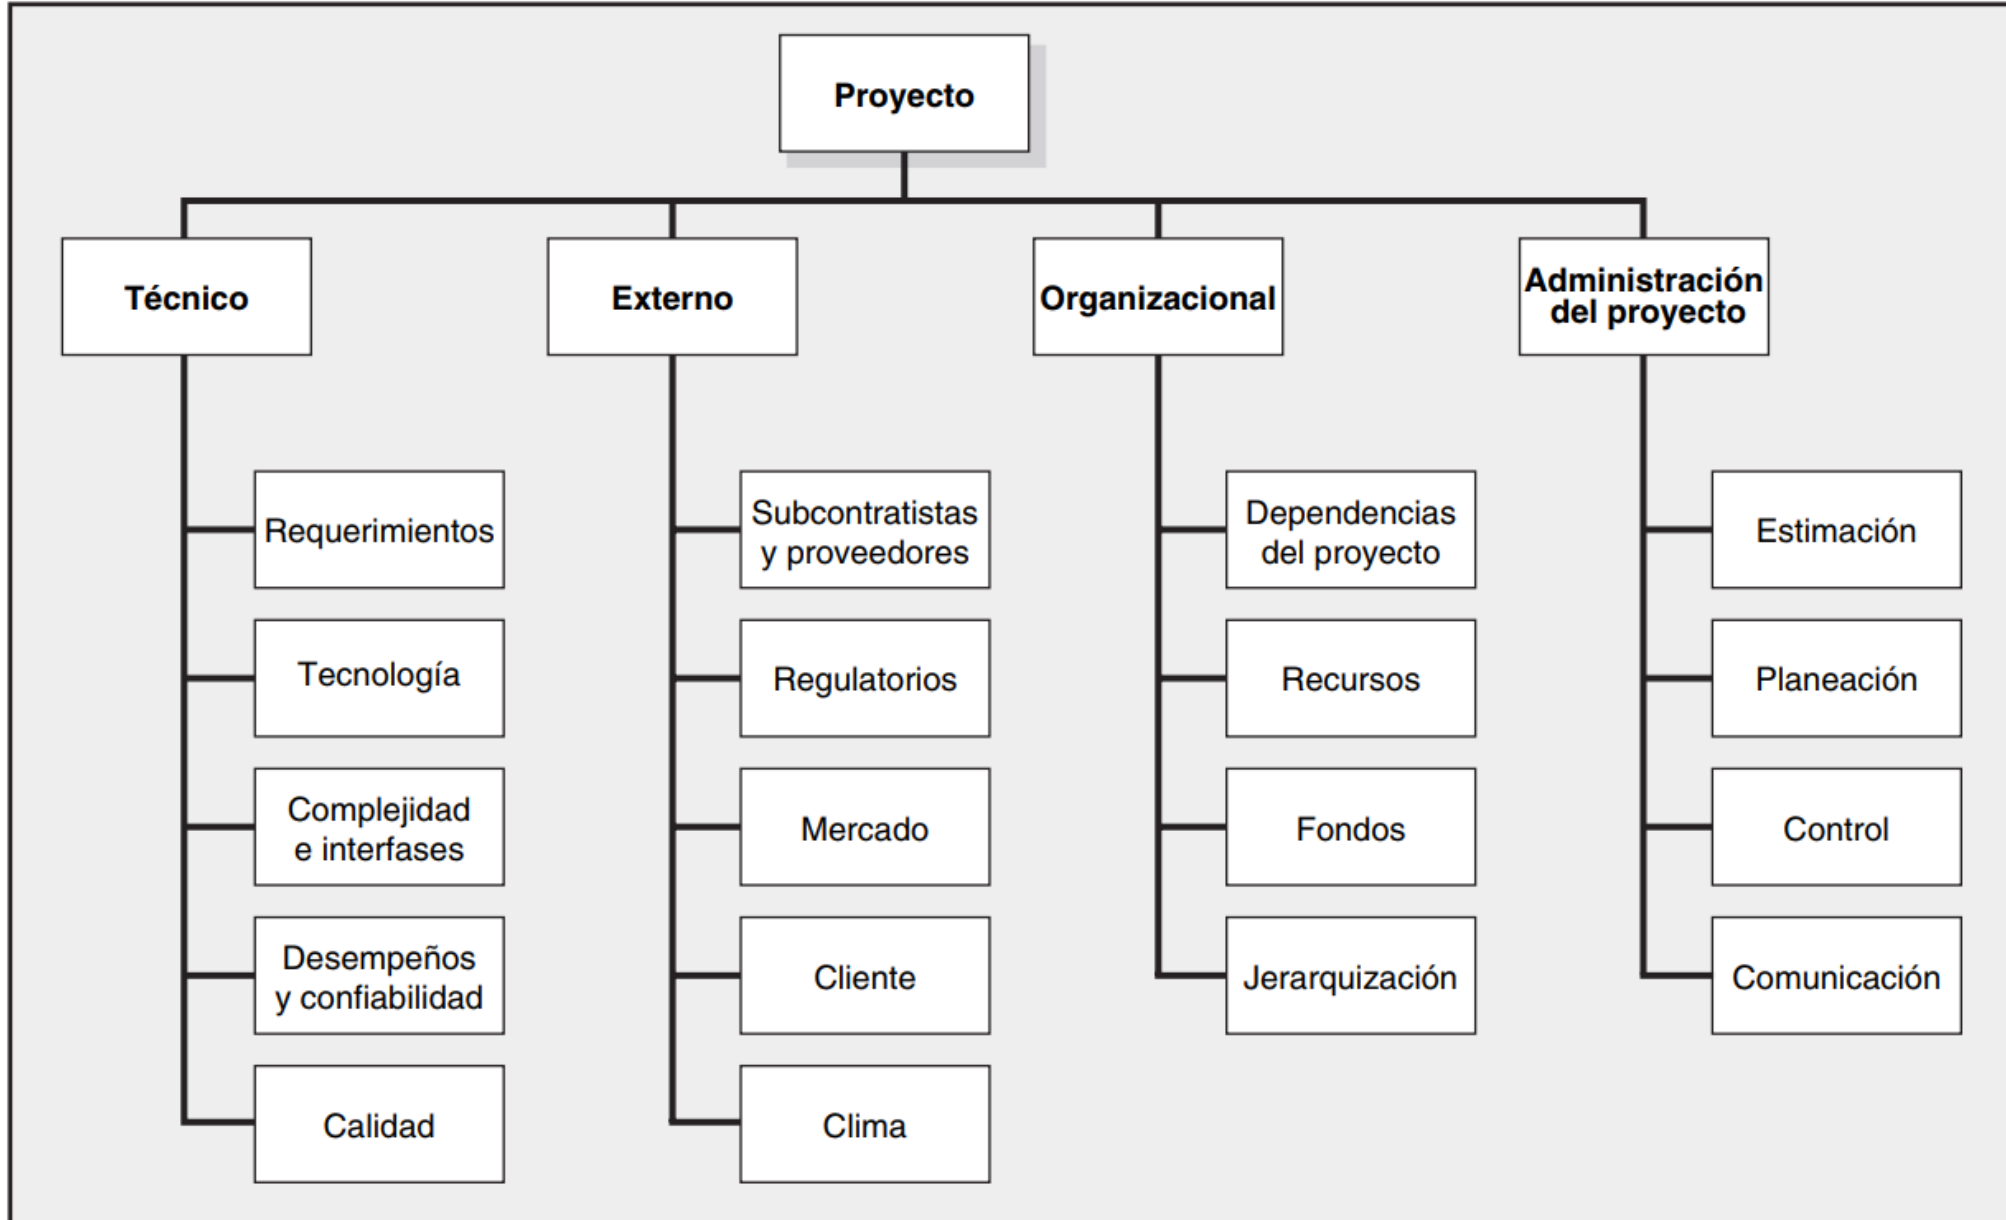 Proyecto
Técnico
Externo
Organizacional
Administración
del proyecto
Requerimientos
Tecnología
Complejidad
e interfases
Desempeños
y confiabilidad
Calidad
Subcontratistas
y proveedores
Regulatorios
Mercado
Cliente
Clima
Dependencias
del proyecto
Recursos
Fondos
Jerarquización
Estimación
Planeación
Control
Comunicación